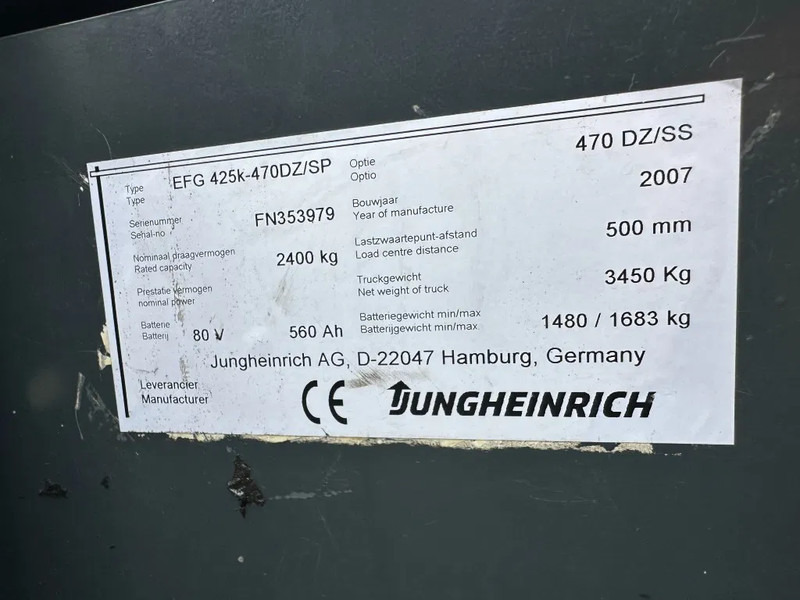 Type EFG 425k-470DZ/SP Optie 470 DZ/SS
Type Optio
Serienummer FN353979 Bouwjaar 2007
Sehal-no Year of manufacture
Nominaal draagvermogen 2400 kg Lastzwaartepunt-afstand 500 mm
Rated capacity Load centre distance
Prestatie vermogen Truckgewicht 3450 Kg
nominal power Net weight of truck
Batterie 80 V 560 Ah Batteriegewicht min/max 1480 / 1683 kg
Batterij Batterijgewicht min/max
Jungheinrich AG, D-22047 Hamburg, Germany
Leverancier
Manufacturer CE JUNGHEINRICH